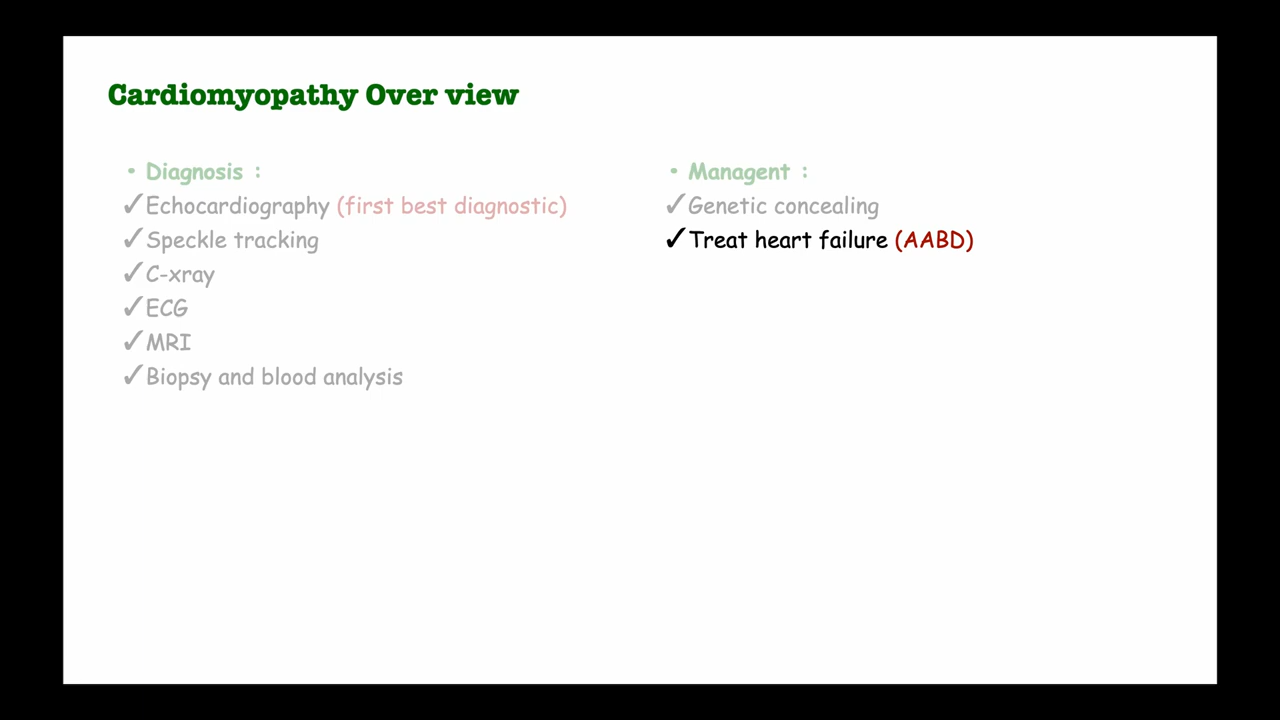 Cardiomyopathy Over view
• Diagnosis :
✓Echocardiography (first best diagnostic)
✓Speckle tracking
✓C-xray
✓ECG
✓MRI
✓Biopsy and blood analysis
• Managent :
✓Genetic concealing
✓Treat heart failure (AABD)